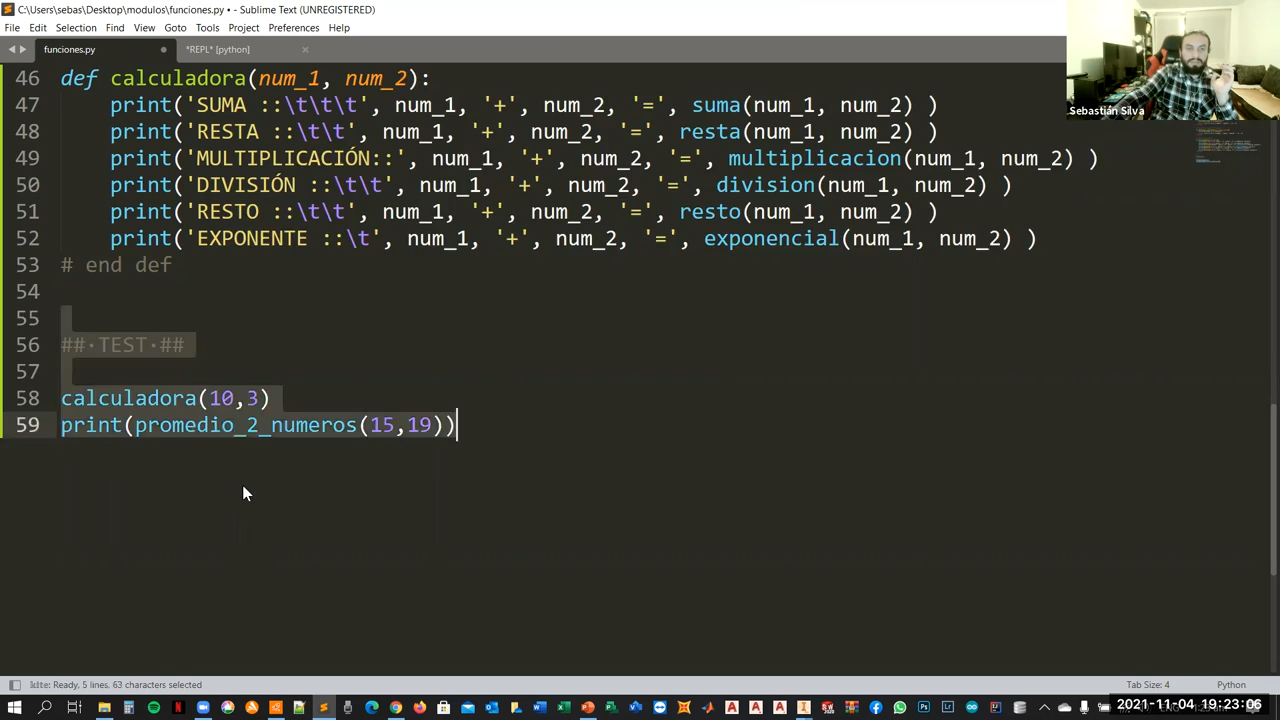 C:\Users\sebas\Desktop\modulos\funciones.py • - Sublime Text (UNREGISTERED)
File Edit Selection Find View Goto Tools Project Preferences Help
funciones.py *REPL* [python]
46 def calculadora(num_1, num_2):
47 print('SUMA ::\t\t\t', num_1, '+', num_2, '=', suma(num_1, num_2) )
48 print('RESTA ::\t\t', num_1, '+', num_2, '=', resta(num_1, num_2) )
49 print('MULTIPLICACIÓN::', num_1, '+', num_2, '=', multiplicacion(num_1, num_2) )
50 print('DIVISIÓN ::\t\t', num_1, '+', num_2, '=', division(num_1, num_2) )
51 print('RESTO ::\t\t', num_1, '+', num_2, '=', resto(num_1, num_2) )
52 print('EXPONENTE ::\t', num_1, '+', num_2, '=', exponencial(num_1, num_2) )
53 # end def
54
55
56 ## TEST ##
57
58 calculadora(10,3)
59 print(promedio_2_numeros(15,19))
Sebastián Silva
Ready, 5 lines, 63 characters selected
Tab Size: 4 Python
2021-11-04 19:23:06